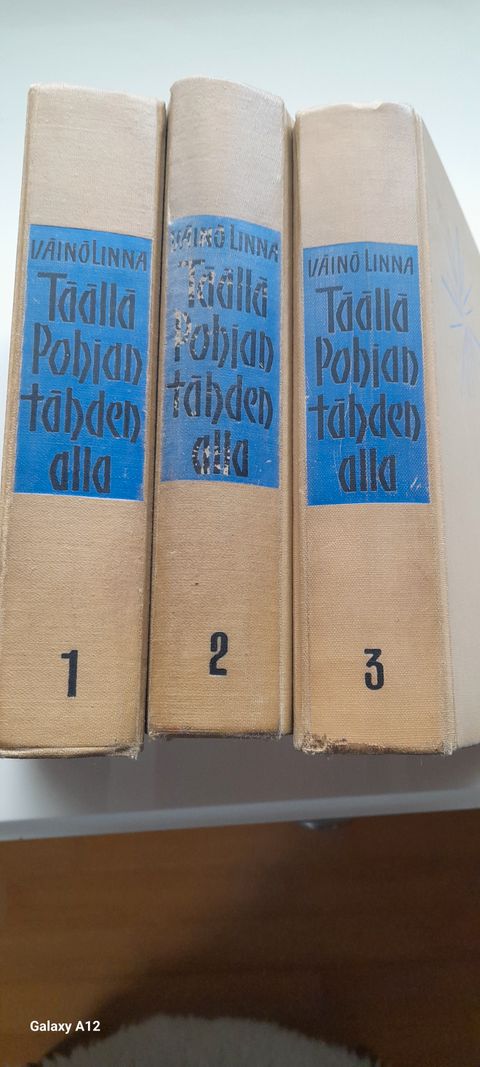 VÄINÖ LINNA
Täällä
Pohjan
tähden
alla
1
VÄINÖ LINNA
Täällä
Pohjan
tähden
alla
2
VÄINÖ LINNA
Täällä
Pohjan
tähden
alla
3
Galaxy A12